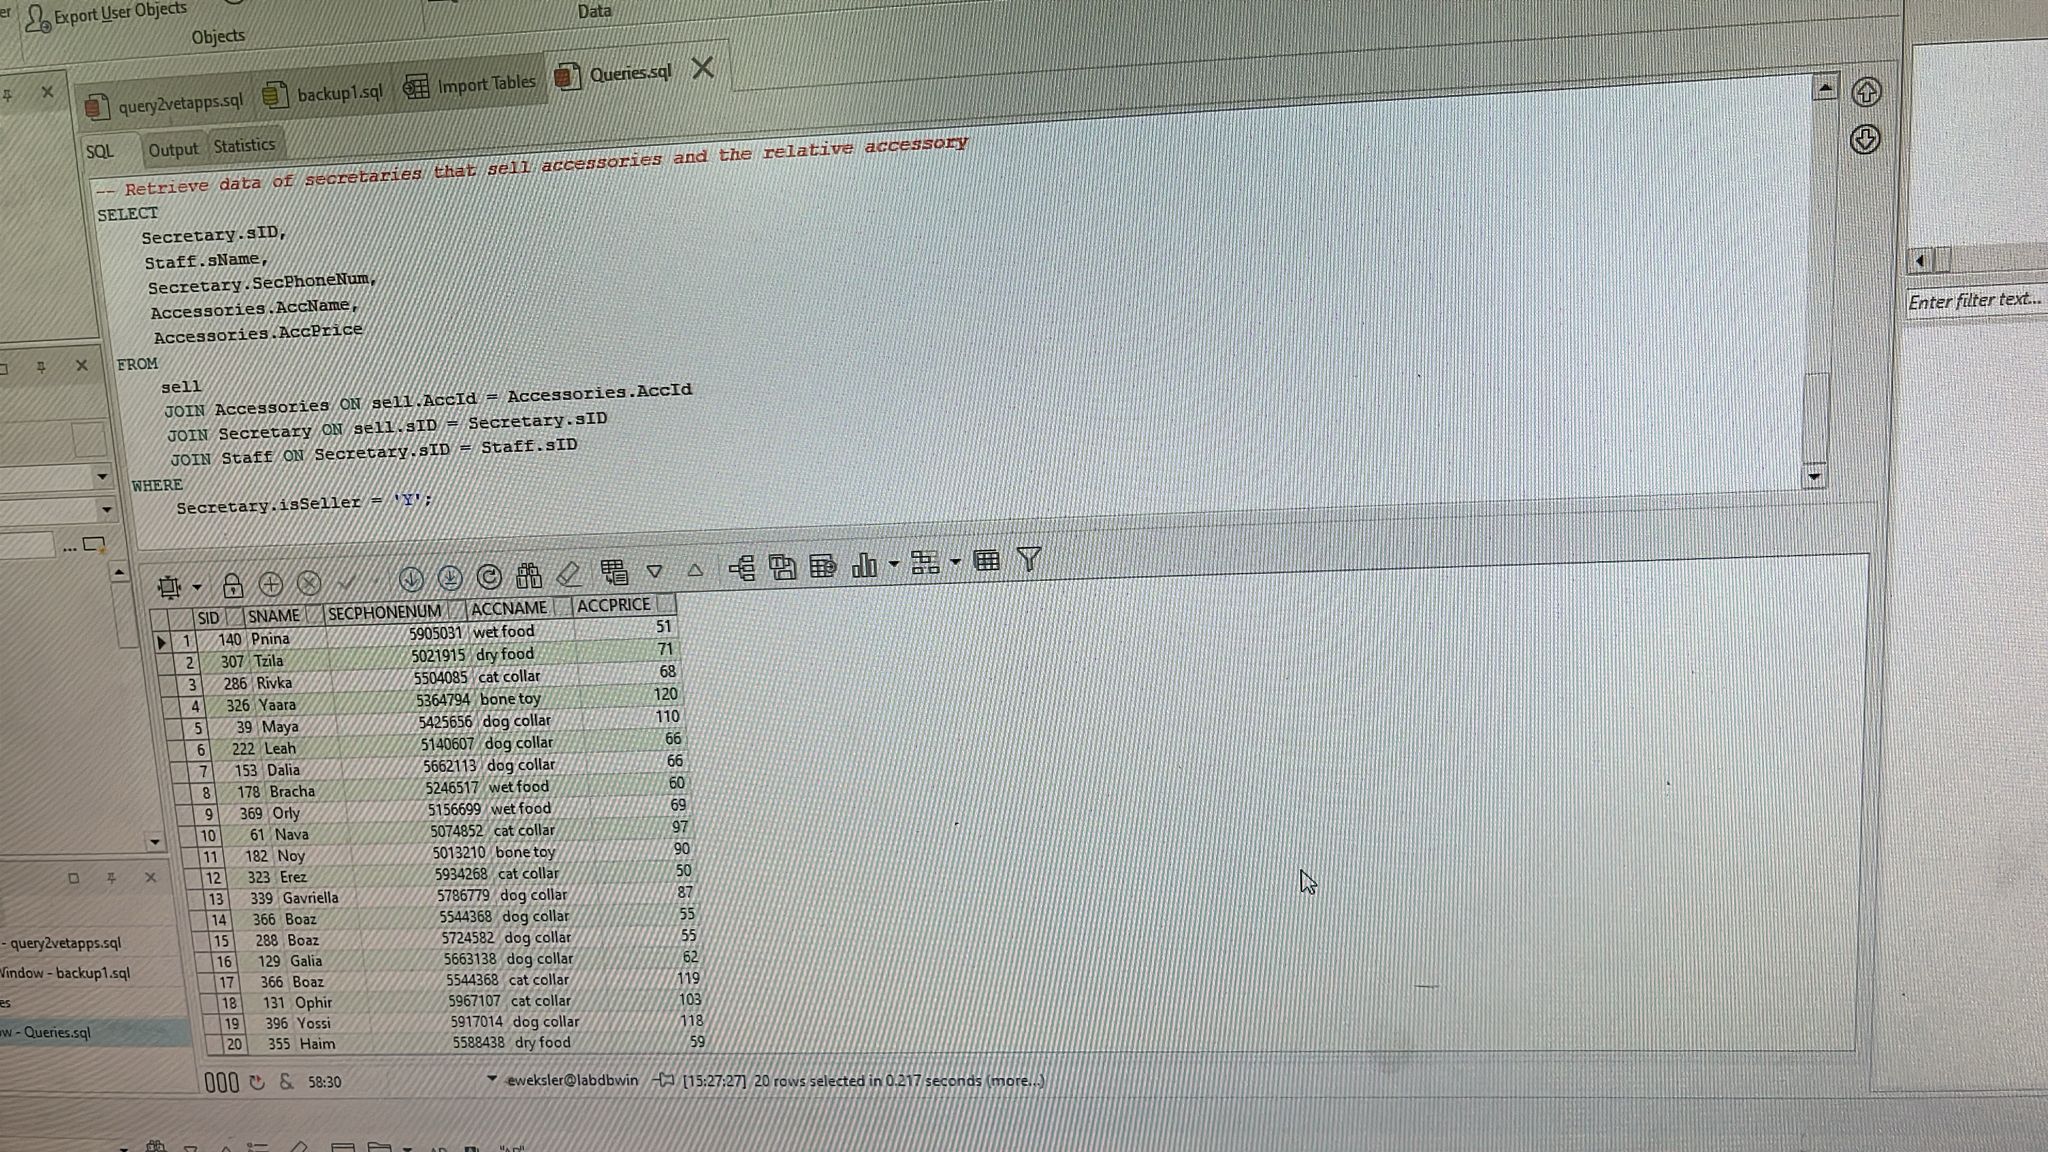 Export User Objects
Objects
Data
query2vetapps.sql
backup1.sql
Import Tables
Queries.sql
SQL
Output
Statistics
-- Retrieve data of secretaries that sell accessories and the relative accessory
SELECT
Secretary.sID,
Staff.sName,
Secretary.SecPhoneNum,
Accessories.AccName,
Accessories.AccPrice
FROM
sell
JOIN Accessories ON sell.AccId = Accessories.AccId
JOIN Secretary ON sell.sID = Secretary.sID
JOIN Staff ON Secretary.sID = Staff.sID
WHERE
Secretary.isSeller = 'Y';
Enter filter text...
SID SNAME SECPHONENUM ACCNAME ACCPRICE
1 140 Pnina 5905031 wet food 51
2 307 Tzila 5021915 dry food 71
3 286 Rivka 5504085 cat collar 68
4 326 Yaara 5364794 bone toy 120
5 39 Maya 5425656 dog collar 110
6 222 Leah 5140607 dog collar 66
7 153 Dalia 5662113 dog collar 66
8 178 Bracha 5246517 wet food 60
9 369 Orly 5156699 wet food 69
10 61 Nava 5074852 cat collar 97
11 182 Noy 5013210 bone toy 90
12 323 Erez 5934268 cat collar 50
13 339 Gavriella 5786779 dog collar 87
14 366 Boaz 5544368 dog collar 55
15 288 Boaz 5724582 dog collar 55
16 129 Galia 5663138 dog collar 62
17 366 Boaz 5544368 cat collar 119
18 131 Ophir 5967107 cat collar 103
19 396 Yossi 5917014 dog collar 118
20 355 Haim 5588438 dry food 59
- query2vetapps.sql
Window - backup1.sql
es
ow - Queries.sql
& 58:30 eweksler@labdbwin [15:27:27] 20 rows selected in 0.217 seconds (more...)